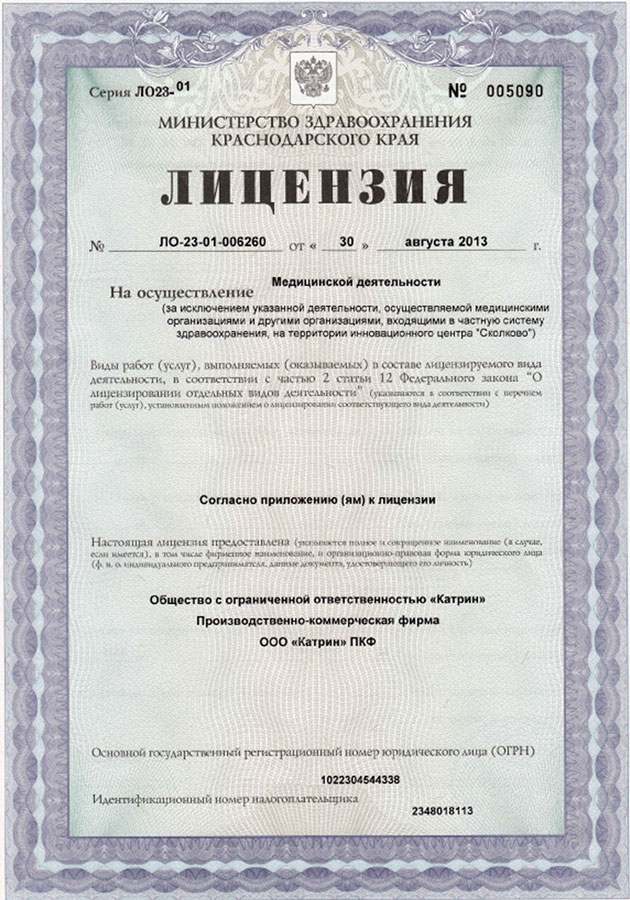 Серия ЛО23-01 № 005090
МИНИСТЕРСТВО ЗДРАВООХРАНЕНИЯ
КРАСНОДАРСКОГО КРАЯ
ЛИЦЕНЗИЯ
№ ЛО-23-01-006260 от « 30 » августа 2013 г.
На осуществление Медицинской деятельности
(за исключением указанной деятельности, осуществляемой медицинскими
организациями и другими организациями, входящими в частную систему
здравоохранения, на территории инновационного центра "Сколково")
Виды работ (услуг), выполняемых (оказываемых) в составе лицензируемого вида
деятельности, в соответствии с частью 2 статьи 12 Федерального закона "О
лицензировании отдельных видов деятельности" (указываются в соответствии с перечнем
работ (услуг), установленным положением о лицензировании соответствующего вида деятельности)
Согласно приложению (ям) к лицензии
Настоящая лицензия предоставлена (указывается полное и сокращенное наименование (в случае,
если имеется), в том числе фирменное наименование, и организационно-правовая форма юридического лица
(ф. и. о. индивидуального предпринимателя, данные документа, удостоверяющего его личность)
Общество с ограниченной ответственностью «Катрин»
Производственно-коммерческая фирма
ООО «Катрин» ПКФ
Основной государственный регистрационный номер юридического лица (ОГРН)
1022304544338
Идентификационный номер налогоплательщика
2348018113